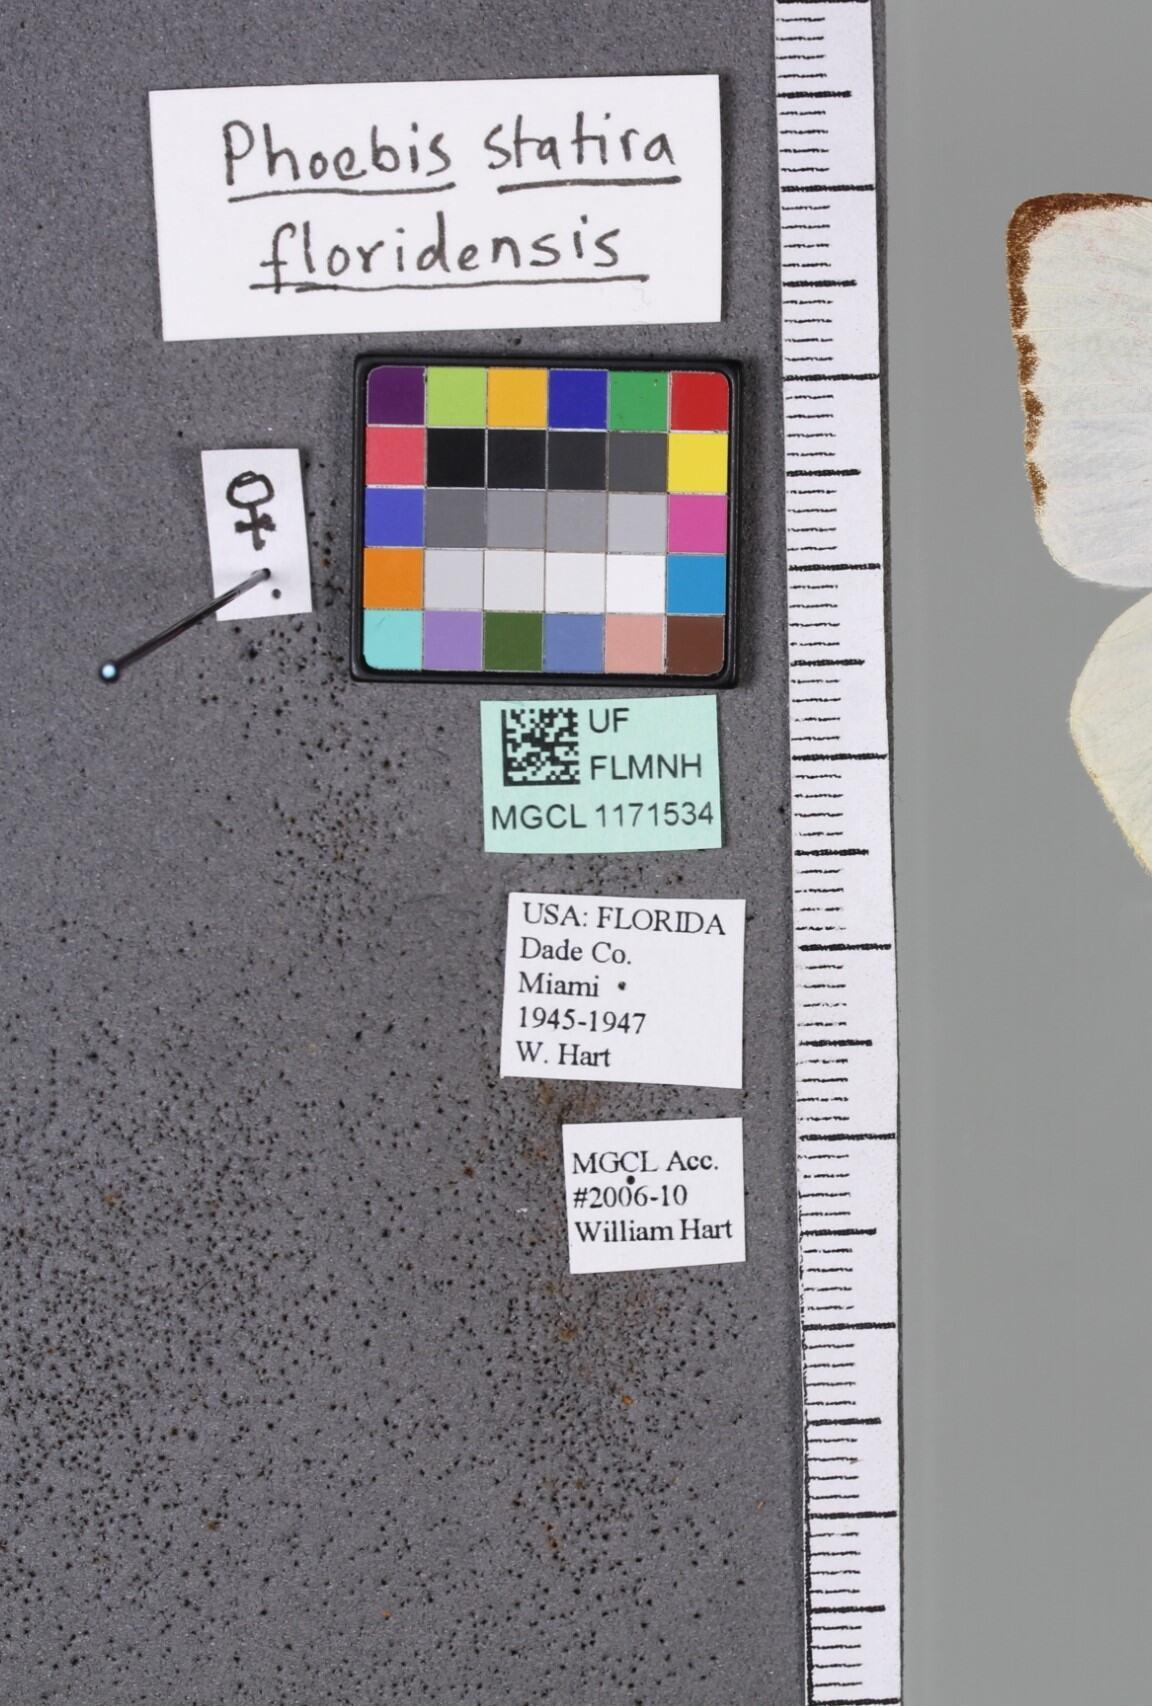 Phoebis statira
floridensis
♀
UF
FLMNH
MGCL 1171534
USA: FLORIDA
Dade Co.
Miami
1945-1947
W. Hart
MGCL Acc.
#2006-10
William Hart